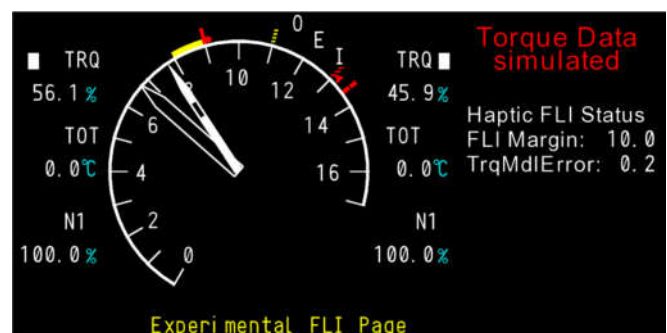 TRQ
56.1 %
TOT
0.0°C
N1
100.0 %
0
2
4
6
8
10
12
14
16
O
E
I
TRQ
45.9 %
TOT
0.0°C
N1
100.0 %
Torque Data
simulated
Haptic FLI Status
FLI Margin: 10.0
TrqMdlError: 0.2
Experimental FLI Page